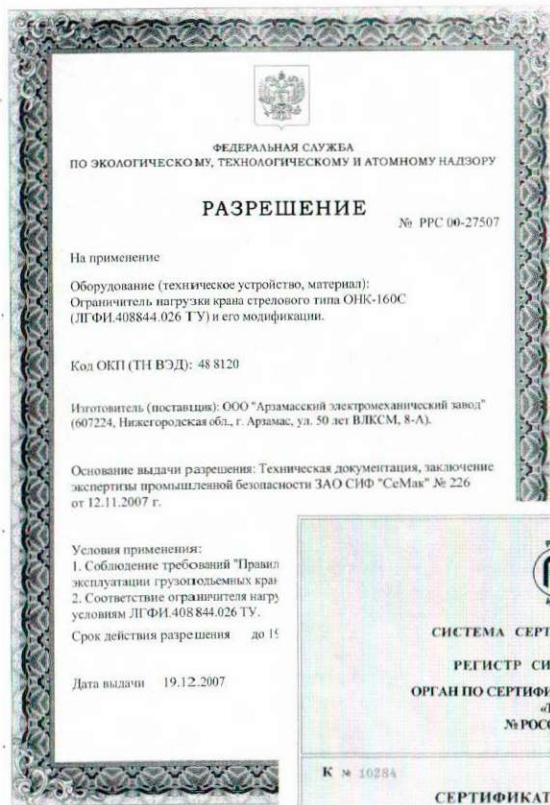 ФЕДЕРАЛЬНАЯ СЛУЖБА
ПО ЭКОЛОГИЧЕСКОМУ, ТЕХНОЛОГИЧЕСКОМУ И АТОМНОМУ НАДЗОРУ
РАЗРЕШЕНИЕ
№ РРС 00-27507
На применение
Оборудование (техническое устройство, материал):
Ограничитель нагрузки крана стрелового типа ОНК-160С
(ЛГФИ.408844.026 ТУ) и его модификации.
Код ОКП (ТН ВЭД): 48 8120
Изготовитель (поставщик): ООО "Арзамасский электромеханический завод"
(607224, Нижегородская обл., г. Арзамас, ул. 50 лет ВЛКСМ, 8-А).
Основание выдачи разрешения: Техническая документация, заключение
экспертизы промышленной безопасности ЗАО СИФ "СеМак" № 226
от 12.11.2007 г.
Условия применения:
1. Соблюдение требований "Правил
эксплуатации грузоподъемных кран
2. Соответствие ограничителя нагру
условиям ЛГФИ.408844.026 ТУ.
Срок действия разрешения до 19
Дата выдачи 19.12.2007
СИСТЕМА СЕРТ
РЕГИСТР СИ
ОРГАН ПО СЕРТИФИ
№ РОСС
К № 10284
СЕРТИФИКАТ